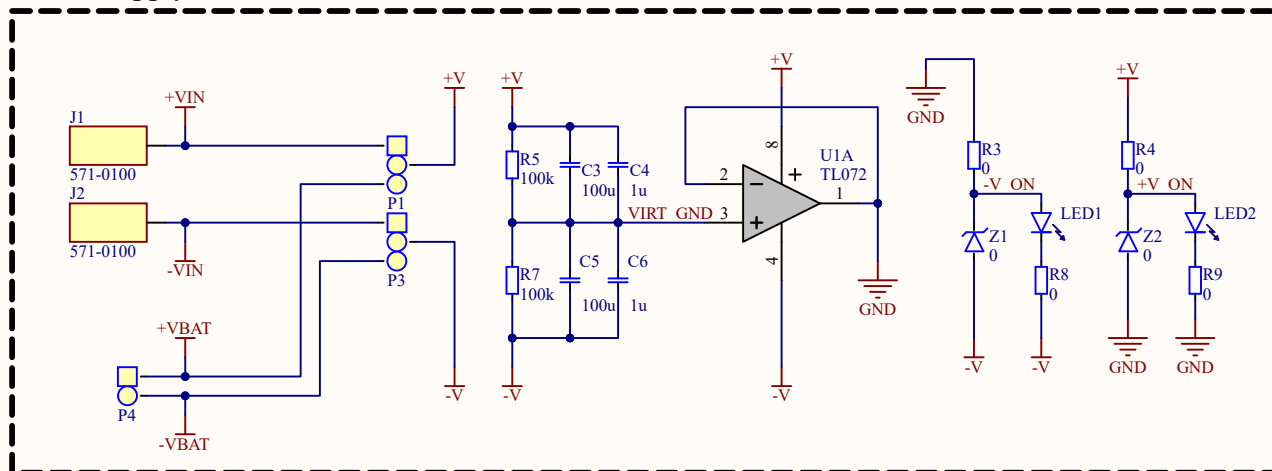 J1
571-0100
+VIN
J2
571-0100
-VIN
+VBAT
P4
-VBAT
P1
P3
+V
-V
+V
R5
100k
C3
100u
C4
1u
VIRT GND
R7
100k
C5
100u
C6
1u
-V
+V
8
U1A
TL072
2
3
1
4
-V
GND
GND
R3
0
-V ON
Z1
0
LED1
R8
0
-V
-V
+V
R4
0
+V ON
Z2
0
LED2
R9
0
GND
GND